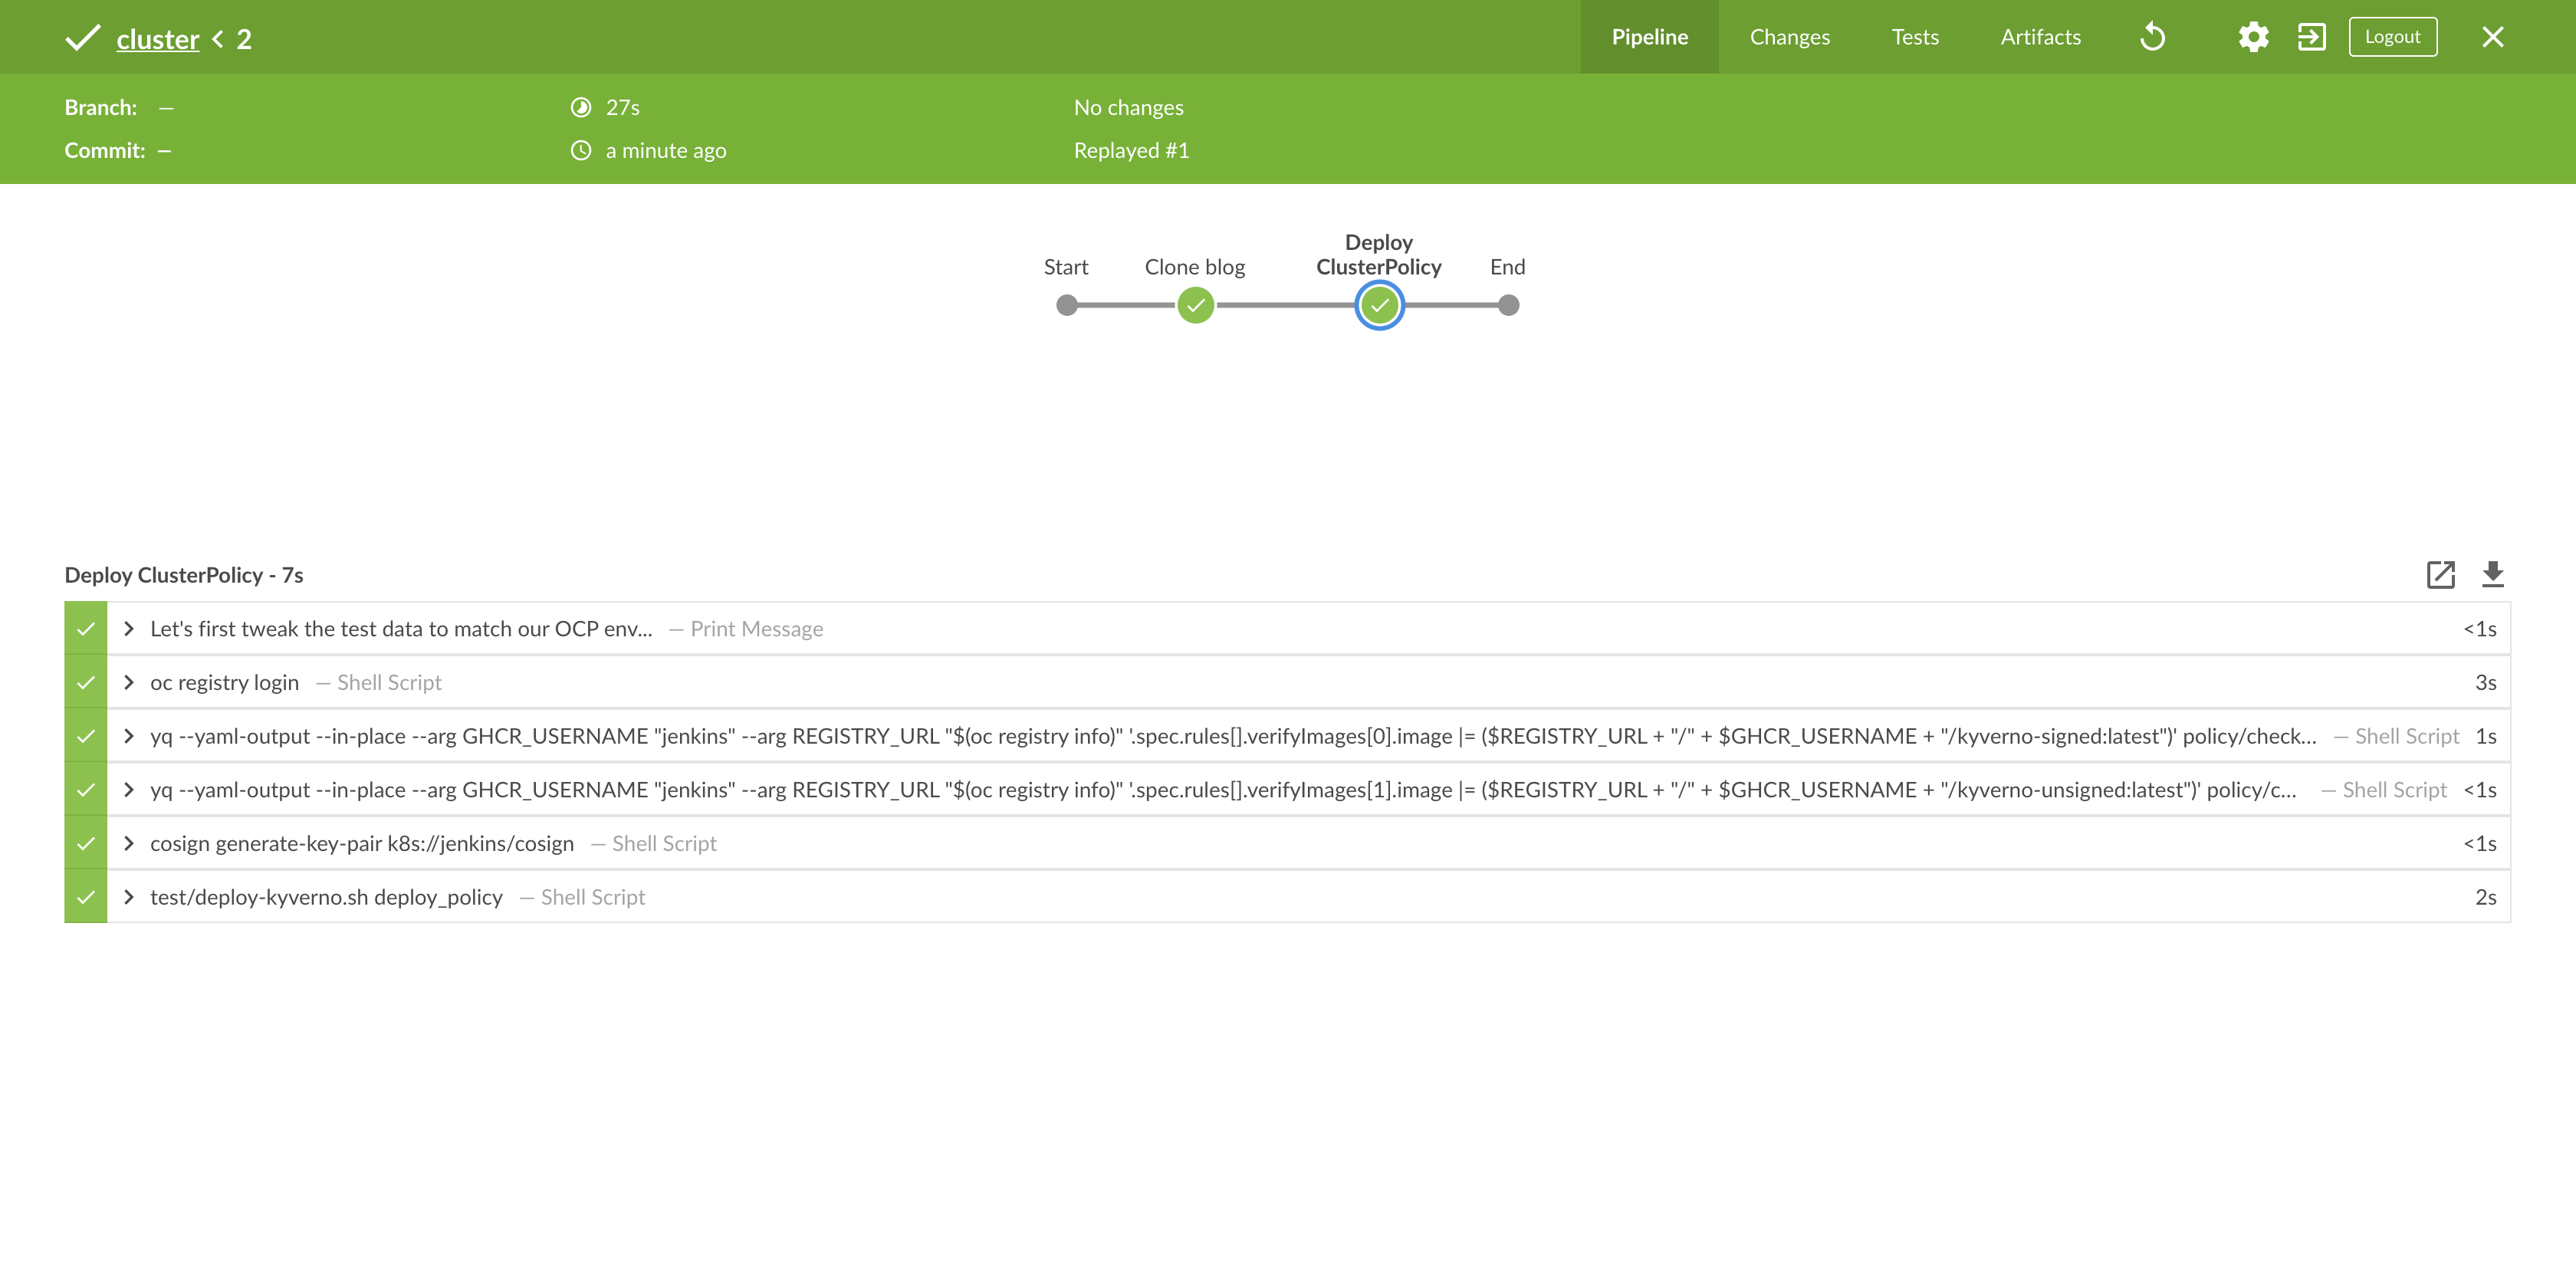 cluster < 2
Pipeline Changes Tests Artifacts Logout
Branch: — 27s No changes
Commit: — a minute ago Replayed #1
Start Clone blog Deploy ClusterPolicy End
Deploy ClusterPolicy - 7s
Let's first tweak the test data to match our OCP env... — Print Message <1s
oc registry login — Shell Script 3s
yq --yaml-output --in-place --arg GHCR_USERNAME "jenkins" --arg REGISTRY_URL "$(oc registry info)" '.spec.rules[].verifyImages[0].image |= ($REGISTRY_URL + "/" + $GHCR_USERNAME + "/kyverno-signed:latest")' policy/check... — Shell Script 1s
yq --yaml-output --in-place --arg GHCR_USERNAME "jenkins" --arg REGISTRY_URL "$(oc registry info)" '.spec.rules[].verifyImages[1].image |= ($REGISTRY_URL + "/" + $GHCR_USERNAME + "/kyverno-unsigned:latest")' policy/c... — Shell Script <1s
cosign generate-key-pair k8s://jenkins/cosign — Shell Script <1s
test/deploy-kyverno.sh deploy_policy — Shell Script 2s